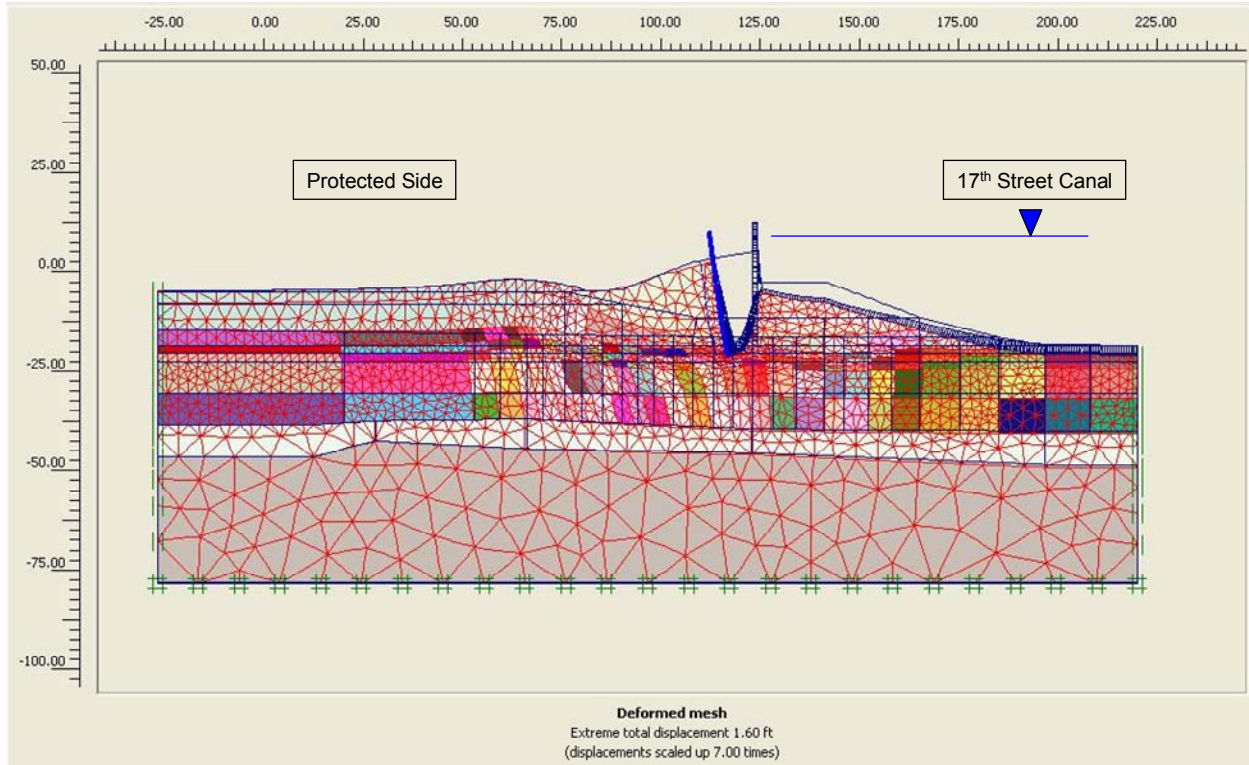 -25.00 0.00 25.00 50.00 75.00 100.00 125.00 150.00 175.00 200.00 225.00
50.00
25.00
Protected Side
17th Street Canal
0.00
-25.00
-50.00
-75.00
-100.00
Deformed mesh
Extreme total displacement 1.60 ft
(displacements scaled up 7.00 times)